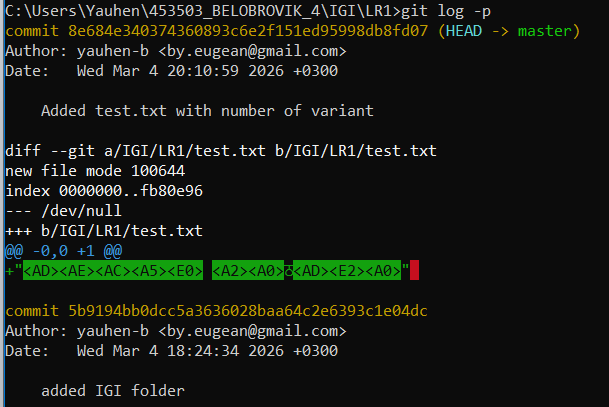 C:\Users\Yauhen\453503_BELOBROVIK_4\IGI\LR1>git log -p
commit 8e684e340374360893c6e2f151ed95998db8fd07 (HEAD -> master)
Author: yauhen-b <by.eugean@gmail.com>
Date:   Wed Mar 4 20:10:59 2026 +0300
Added test.txt with number of variant
diff --git a/IGI/LR1/test.txt b/IGI/LR1/test.txt
new file mode 100644
index 0000000..fb80e96
--- /dev/null
+++ b/IGI/LR1/test.txt
@@ -0,0 +1 @@
+"<AD><AE><AC><A5><E0> <A2><A0>ਠ<AD><E2><A0>"
commit 5b9194bb0dcc5a3636028baa64c2e6393c1e04dc
Author: yauhen-b <by.eugean@gmail.com>
Date:   Wed Mar 4 18:24:34 2026 +0300
added IGI folder